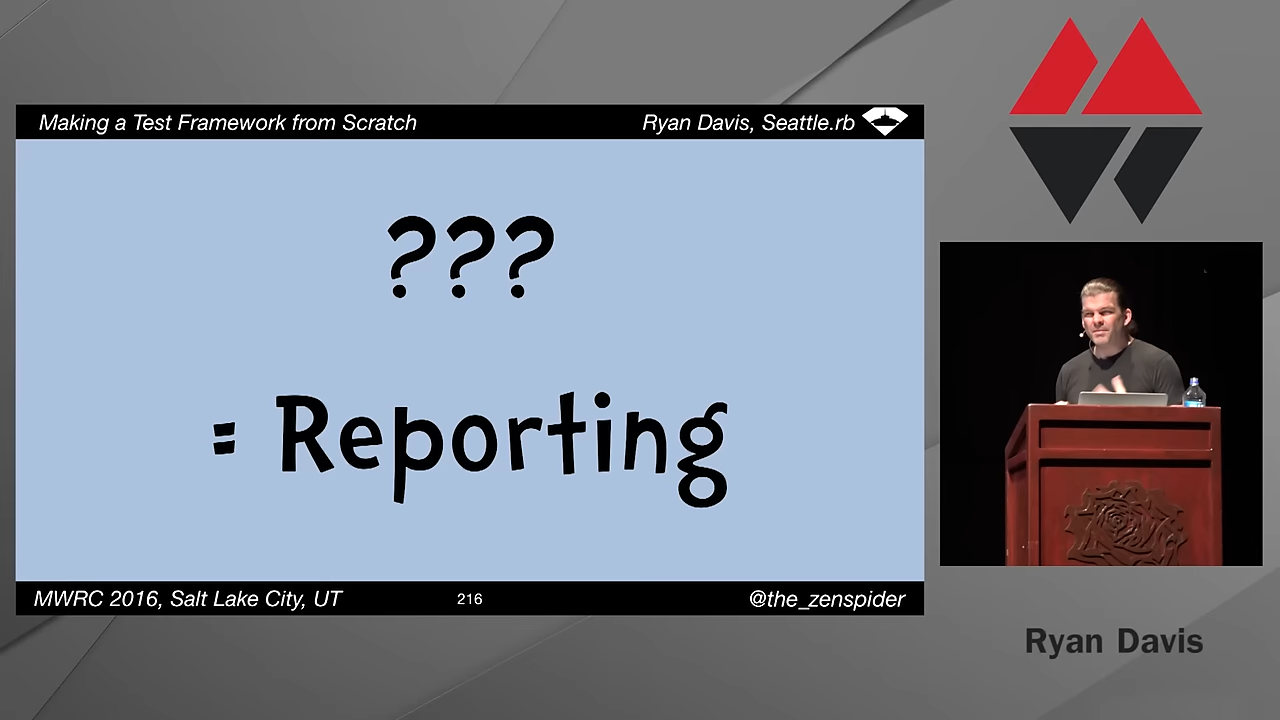 Making a Test Framework from Scratch
Ryan Davis, Seattle.rb
???
= Reporting
MWRC 2016, Salt Lake City, UT
216
@the_zenspider
Ryan Davis